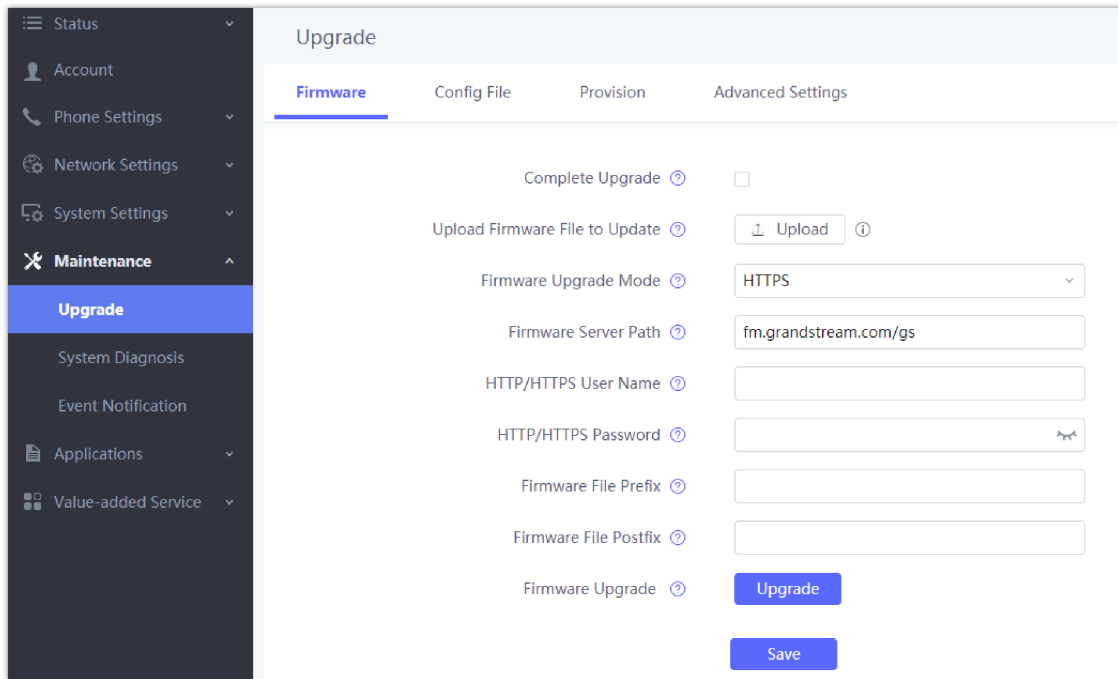 Status
Account
Phone Settings
Network Settings
System Settings
Maintenance
Upgrade
System Diagnosis
Event Notification
Applications
Value-added Service
Upgrade
Firmware Config File Provision Advanced Settings
Complete Upgrade
Upload Firmware File to Update Upload
Firmware Upgrade Mode HTTPS
Firmware Server Path fm.grandstream.com/gs
HTTP/HTTPS User Name
HTTP/HTTPS Password
Firmware File Prefix
Firmware File Postfix
Firmware Upgrade Upgrade
Save